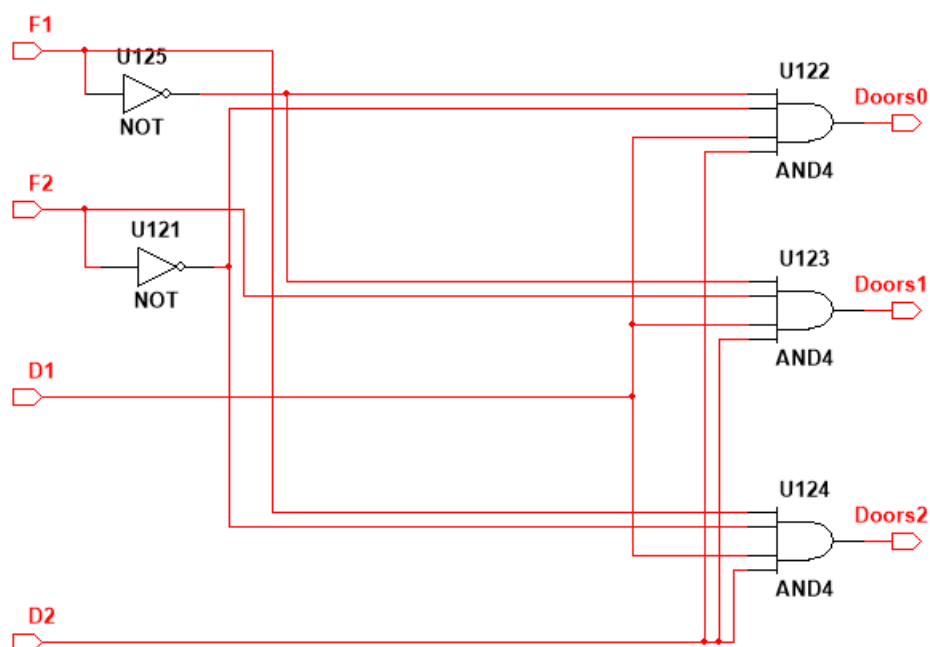 F1
U125
NOT
U122
Doors0
AND4
F2
U121
NOT
U123
Doors1
AND4
D1
U124
Doors2
AND4
D2